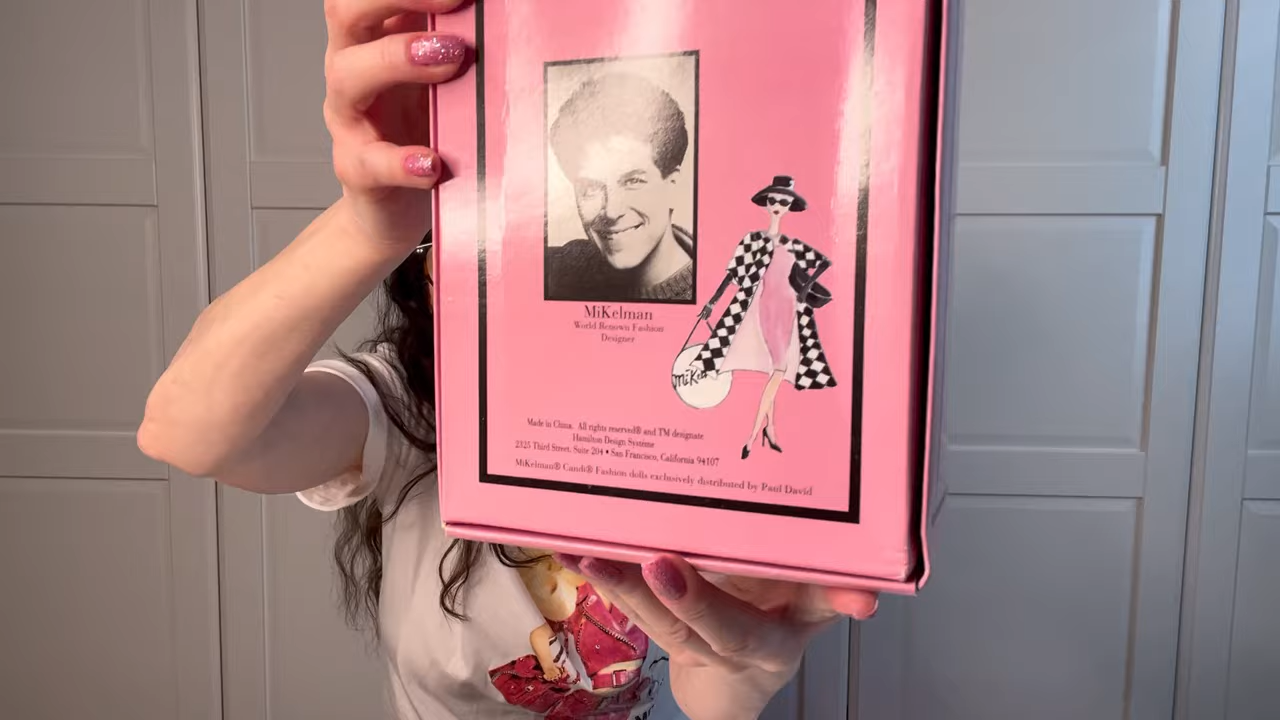 MiKelman
World Renown Fashion
Designer
Made in China. All rights reserved® and TM designate
Hamilton Design Système
2325 Third Street. Suite 204 • San Francisco, California 94107
MiKelman® Candi® Fashion dolls exclusively distributed by Paul David